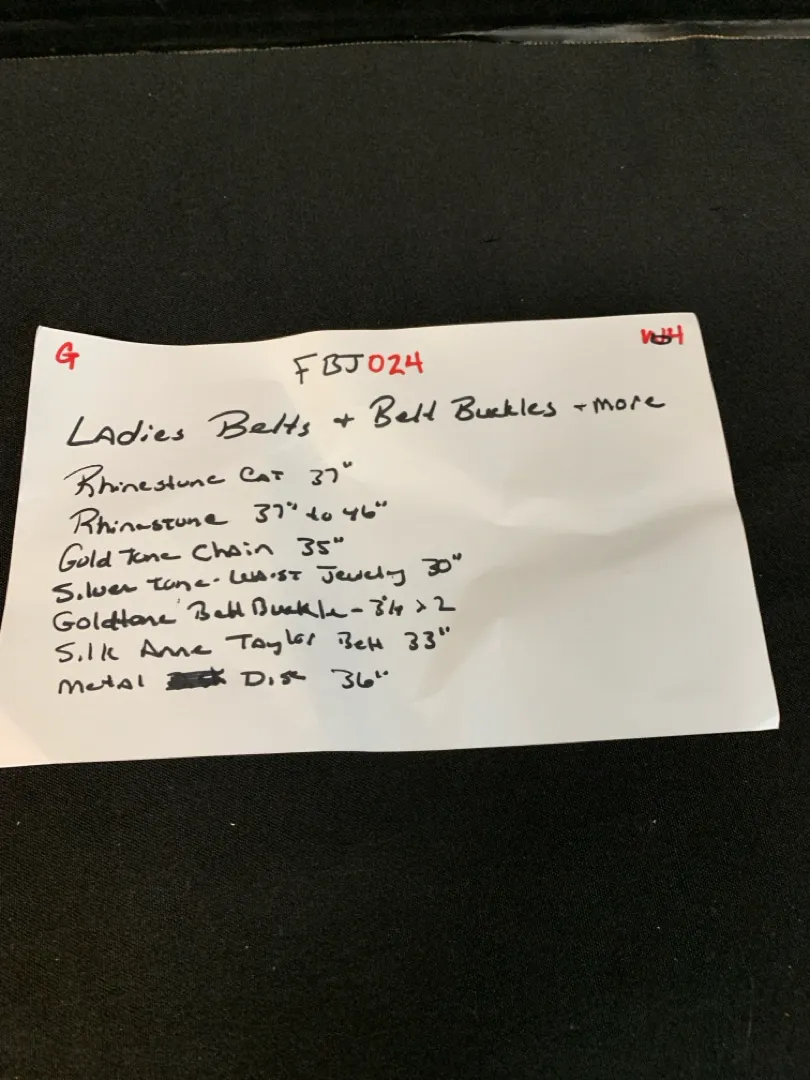 G FBJ024 WH
LAdies Belts + Belt Buckles + more
Rhinestone CAT 37"
Rhinestone 37" to 46"
Gold Tone Chain 35"
Silver Tone - WAIST Jewelry 30"
Goldtone Belt Buckle - 3¼ x 2
Silk Anne Taylor Belt 33"
Metal Disc 36"